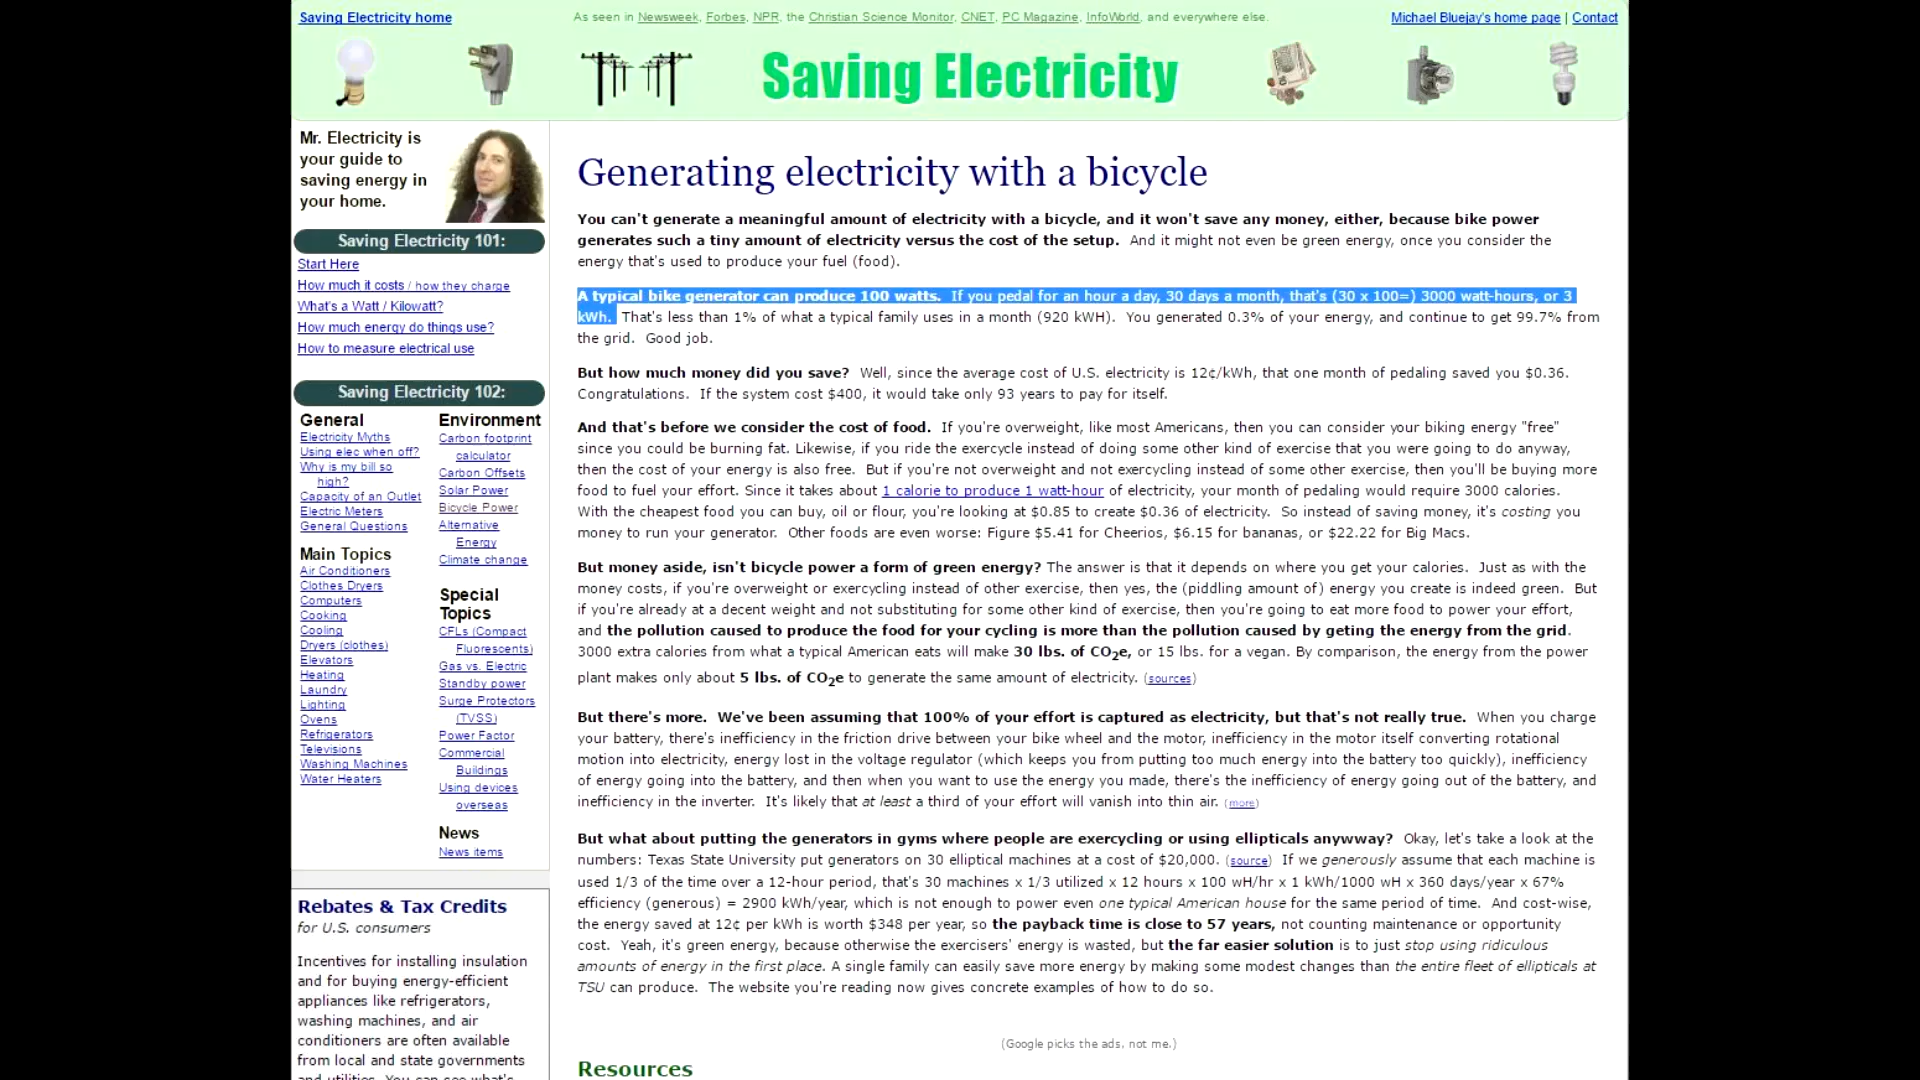 Saving Electricity home
As seen in Newsweek, Forbes, NPR, the Christian Science Monitor, CNET, PC Magazine, InfoWorld, and everywhere else.
Michael Bluejay's home page | Contact
Saving Electricity
Mr. Electricity is
your guide to
saving energy in
your home.
Saving Electricity 101:
Start Here
How much it costs / how they charge
What's a Watt / Kilowatt?
How much energy do things use?
How to measure electrical use
Saving Electricity 102:
General
Electricity Myths
Using elec when off?
Why is my bill so
high?
Capacity of an Outlet
Electric Meters
General Questions
Main Topics
Air Conditioners
Clothes Dryers
Computers
Cooking
Cooling
Dryers (clothes)
Elevators
Heating
Laundry
Lighting
Ovens
Refrigerators
Televisions
Washing Machines
Water Heaters
Environment
Carbon footprint
calculator
Carbon Offsets
Solar Power
Bicycle Power
Alternative
Energy
Climate change
Special
Topics
CFLs (Compact
Fluorescents)
Gas vs. Electric
Standby power
Surge Protectors
(TVSS)
Power Factor
Commercial
Buildings
Using devices
overseas
News
News items
Rebates & Tax Credits
for U.S. consumers
Incentives for installing insulation
and for buying energy-efficient
appliances like refrigerators,
washing machines, and air
conditioners are often available
from local and state governments
and utilities. You can see what's
Generating electricity with a bicycle
You can't generate a meaningful amount of electricity with a bicycle, and it won't save any money, either, because bike power
generates such a tiny amount of electricity versus the cost of the setup. And it might not even be green energy, once you consider the
energy that's used to produce your fuel (food).
A typical bike generator can produce 100 watts. If you pedal for an hour a day, 30 days a month, that's (30 x 100=) 3000 watt-hours, or 3
kWh. That's less than 1% of what a typical family uses in a month (920 kWH). You generated 0.3% of your energy, and continue to get 99.7% from
the grid. Good job.
But how much money did you save? Well, since the average cost of U.S. electricity is 12¢/kWh, that one month of pedaling saved you $0.36.
Congratulations. If the system cost $400, it would take only 93 years to pay for itself.
And that's before we consider the cost of food. If you're overweight, like most Americans, then you can consider your biking energy "free"
since you could be burning fat. Likewise, if you ride the exercycle instead of doing some other kind of exercise that you were going to do anyway,
then the cost of your energy is also free. But if you're not overweight and not exercycling instead of some other exercise, then you'll be buying more
food to fuel your effort. Since it takes about 1 calorie to produce 1 watt-hour of electricity, your month of pedaling would require 3000 calories.
With the cheapest food you can buy, oil or flour, you're looking at $0.85 to create $0.36 of electricity. So instead of saving money, it's costing you
money to run your generator. Other foods are even worse: Figure $5.41 for Cheerios, $6.15 for bananas, or $22.22 for Big Macs.
But money aside, isn't bicycle power a form of green energy? The answer is that it depends on where you get your calories. Just as with the
money costs, if you're overweight or exercycling instead of other exercise, then yes, the (piddling amount of) energy you create is indeed green. But
if you're already at a decent weight and not substituting for some other kind of exercise, then you're going to eat more food to power your effort,
and the pollution caused to produce the food for your cycling is more than the pollution caused by geting the energy from the grid.
3000 extra calories from what a typical American eats will make 30 lbs. of CO2e, or 15 lbs. for a vegan. By comparison, the energy from the power
plant makes only about 5 lbs. of CO2e to generate the same amount of electricity. (sources)
But there's more. We've been assuming that 100% of your effort is captured as electricity, but that's not really true. When you charge
your battery, there's inefficiency in the friction drive between your bike wheel and the motor, inefficiency in the motor itself converting rotational
motion into electricity, energy lost in the voltage regulator (which keeps you from putting too much energy into the battery too quickly), inefficiency
of energy going into the battery, and then when you want to use the energy you made, there's the inefficiency of energy going out of the battery, and
inefficiency in the inverter. It's likely that at least a third of your effort will vanish into thin air. (more)
But what about putting the generators in gyms where people are exercycling or using ellipticals anywway? Okay, let's take a look at the
numbers: Texas State University put generators on 30 elliptical machines at a cost of $20,000. (source) If we generously assume that each machine is
used 1/3 of the time over a 12-hour period, that's 30 machines x 1/3 utilized x 12 hours x 100 wH/hr x 1 kWh/1000 wH x 360 days/year x 67%
efficiency (generous) = 2900 kWh/year, which is not enough to power even one typical American house for the same period of time. And cost-wise,
the energy saved at 12¢ per kWh is worth $348 per year, so the payback time is close to 57 years, not counting maintenance or opportunity
cost. Yeah, it's green energy, because otherwise the exercisers' energy is wasted, but the far easier solution is to just stop using ridiculous
amounts of energy in the first place. A single family can easily save more energy by making some modest changes than the entire fleet of ellipticals at
TSU can produce. The website you're reading now gives concrete examples of how to do so.
(Google picks the ads, not me.)
Resources